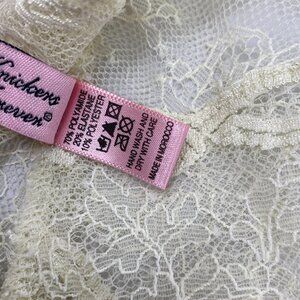 Knickers
Forever®
70% POLYAMIDE
20% ELASTANE
10% POLYESTER
HAND WASH AND
DRY WITH CARE
MADE IN MOROCCO